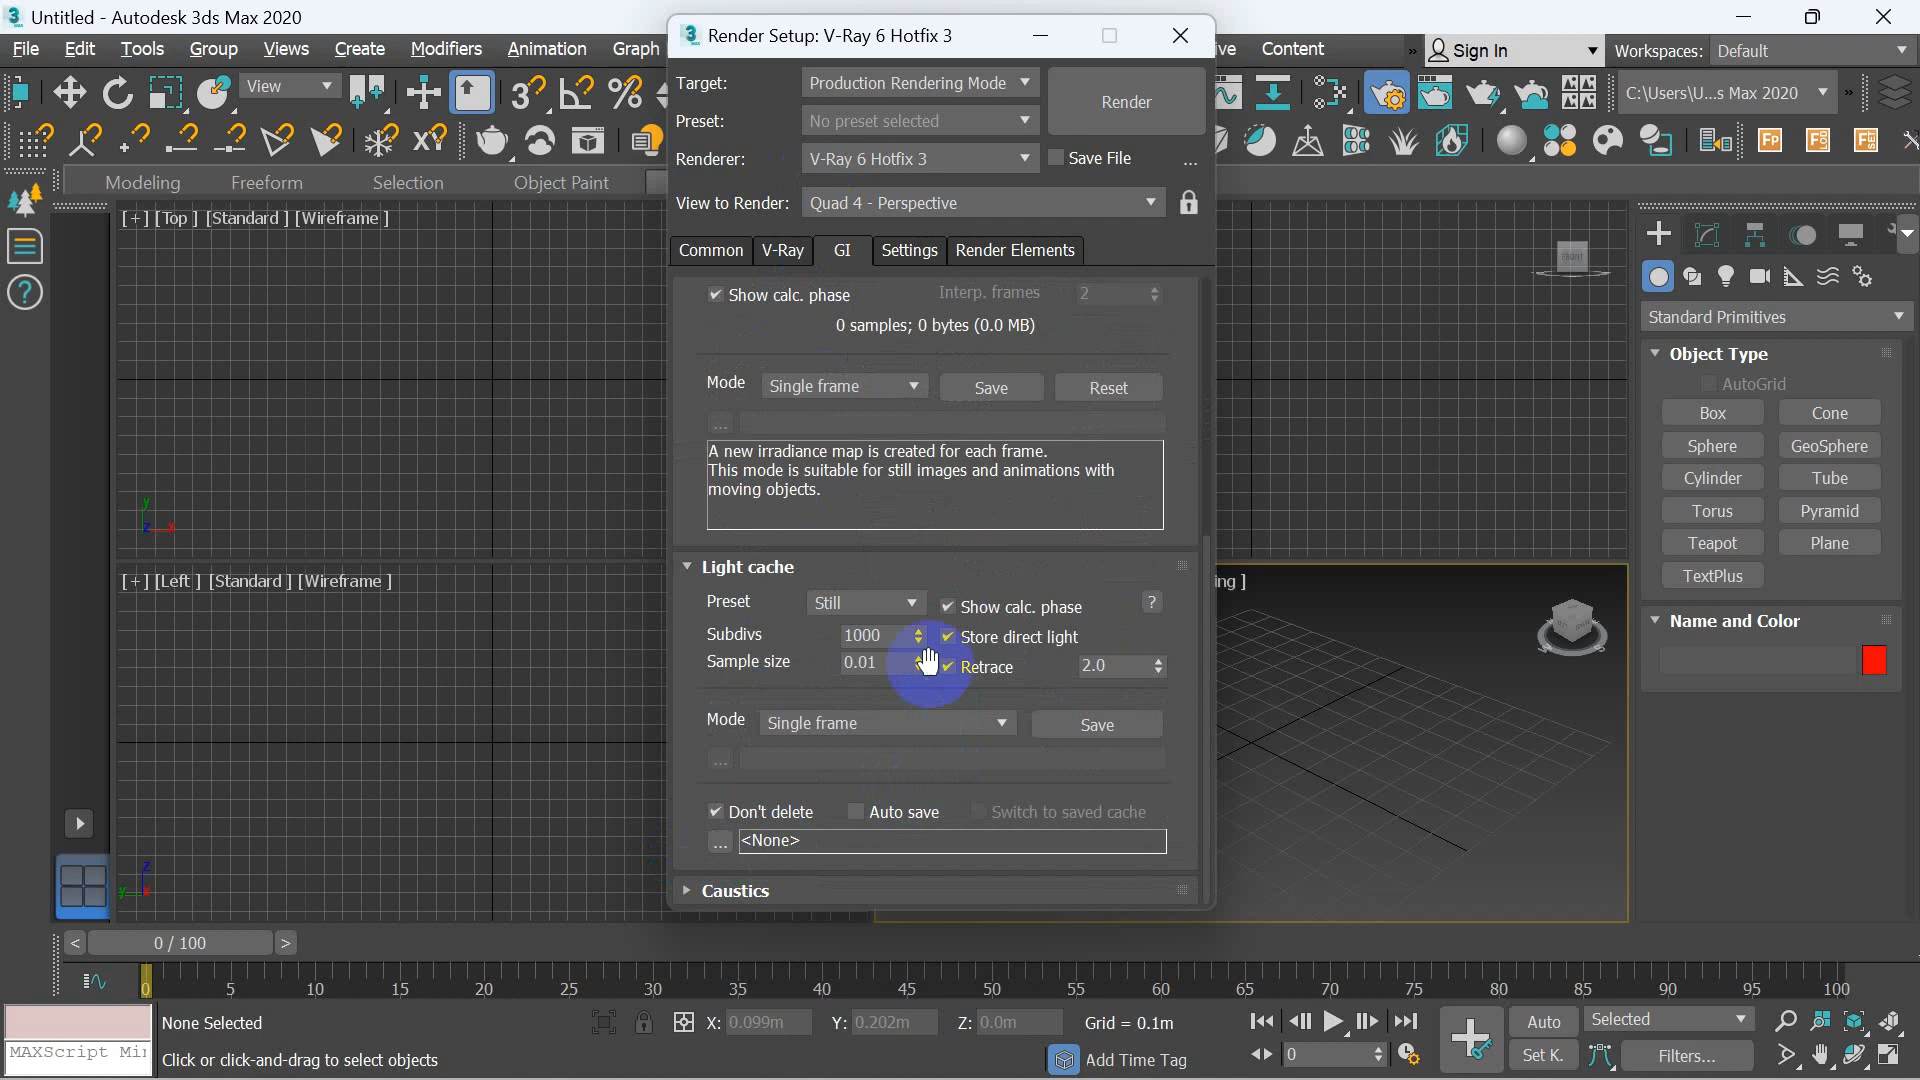 Untitled - Autodesk 3ds Max 2020
File Edit Tools Group Views Create Modifiers Animation Graph Content Sign In Workspaces: Default
View C:\Users\U...s Max 2020
Modeling Freeform Selection Object Paint
[+] [Top ] [Standard ] [Wireframe ]
[+] [Left ] [Standard ] [Wireframe ]
ing ]
FRONT
Render Setup: V-Ray 6 Hotfix 3
Target: Production Rendering Mode
Render
Preset: No preset selected
Renderer: V-Ray 6 Hotfix 3 Save File ...
View to Render: Quad 4 - Perspective
Common V-Ray GI Settings Render Elements
Show calc. phase Interp. frames 2
0 samples; 0 bytes (0.0 MB)
Mode Single frame Save Reset
...
A new irradiance map is created for each frame.
This mode is suitable for still images and animations with
moving objects.
Light cache
Preset Still Show calc. phase ?
Subdivs 1000 Store direct light
Sample size 0.01 Retrace 2.0
Mode Single frame Save
...
Don't delete Auto save Switch to saved cache
... <None>
Caustics
Standard Primitives
Object Type
AutoGrid
Box Cone
Sphere GeoSphere
Cylinder Tube
Torus Pyramid
Teapot Plane
TextPlus
Name and Color
< 0 / 100 >
0 5 10 15 20 25 30 35 40 45 50 55 60 65 70 75 80 85 90 95 100
None Selected X: 0.099m Y: 0.202m Z: 0.0m Grid = 0.1m Auto Selected
MAXScript Mi Click or click-and-drag to select objects Add Time Tag 0 Set K. Filters...